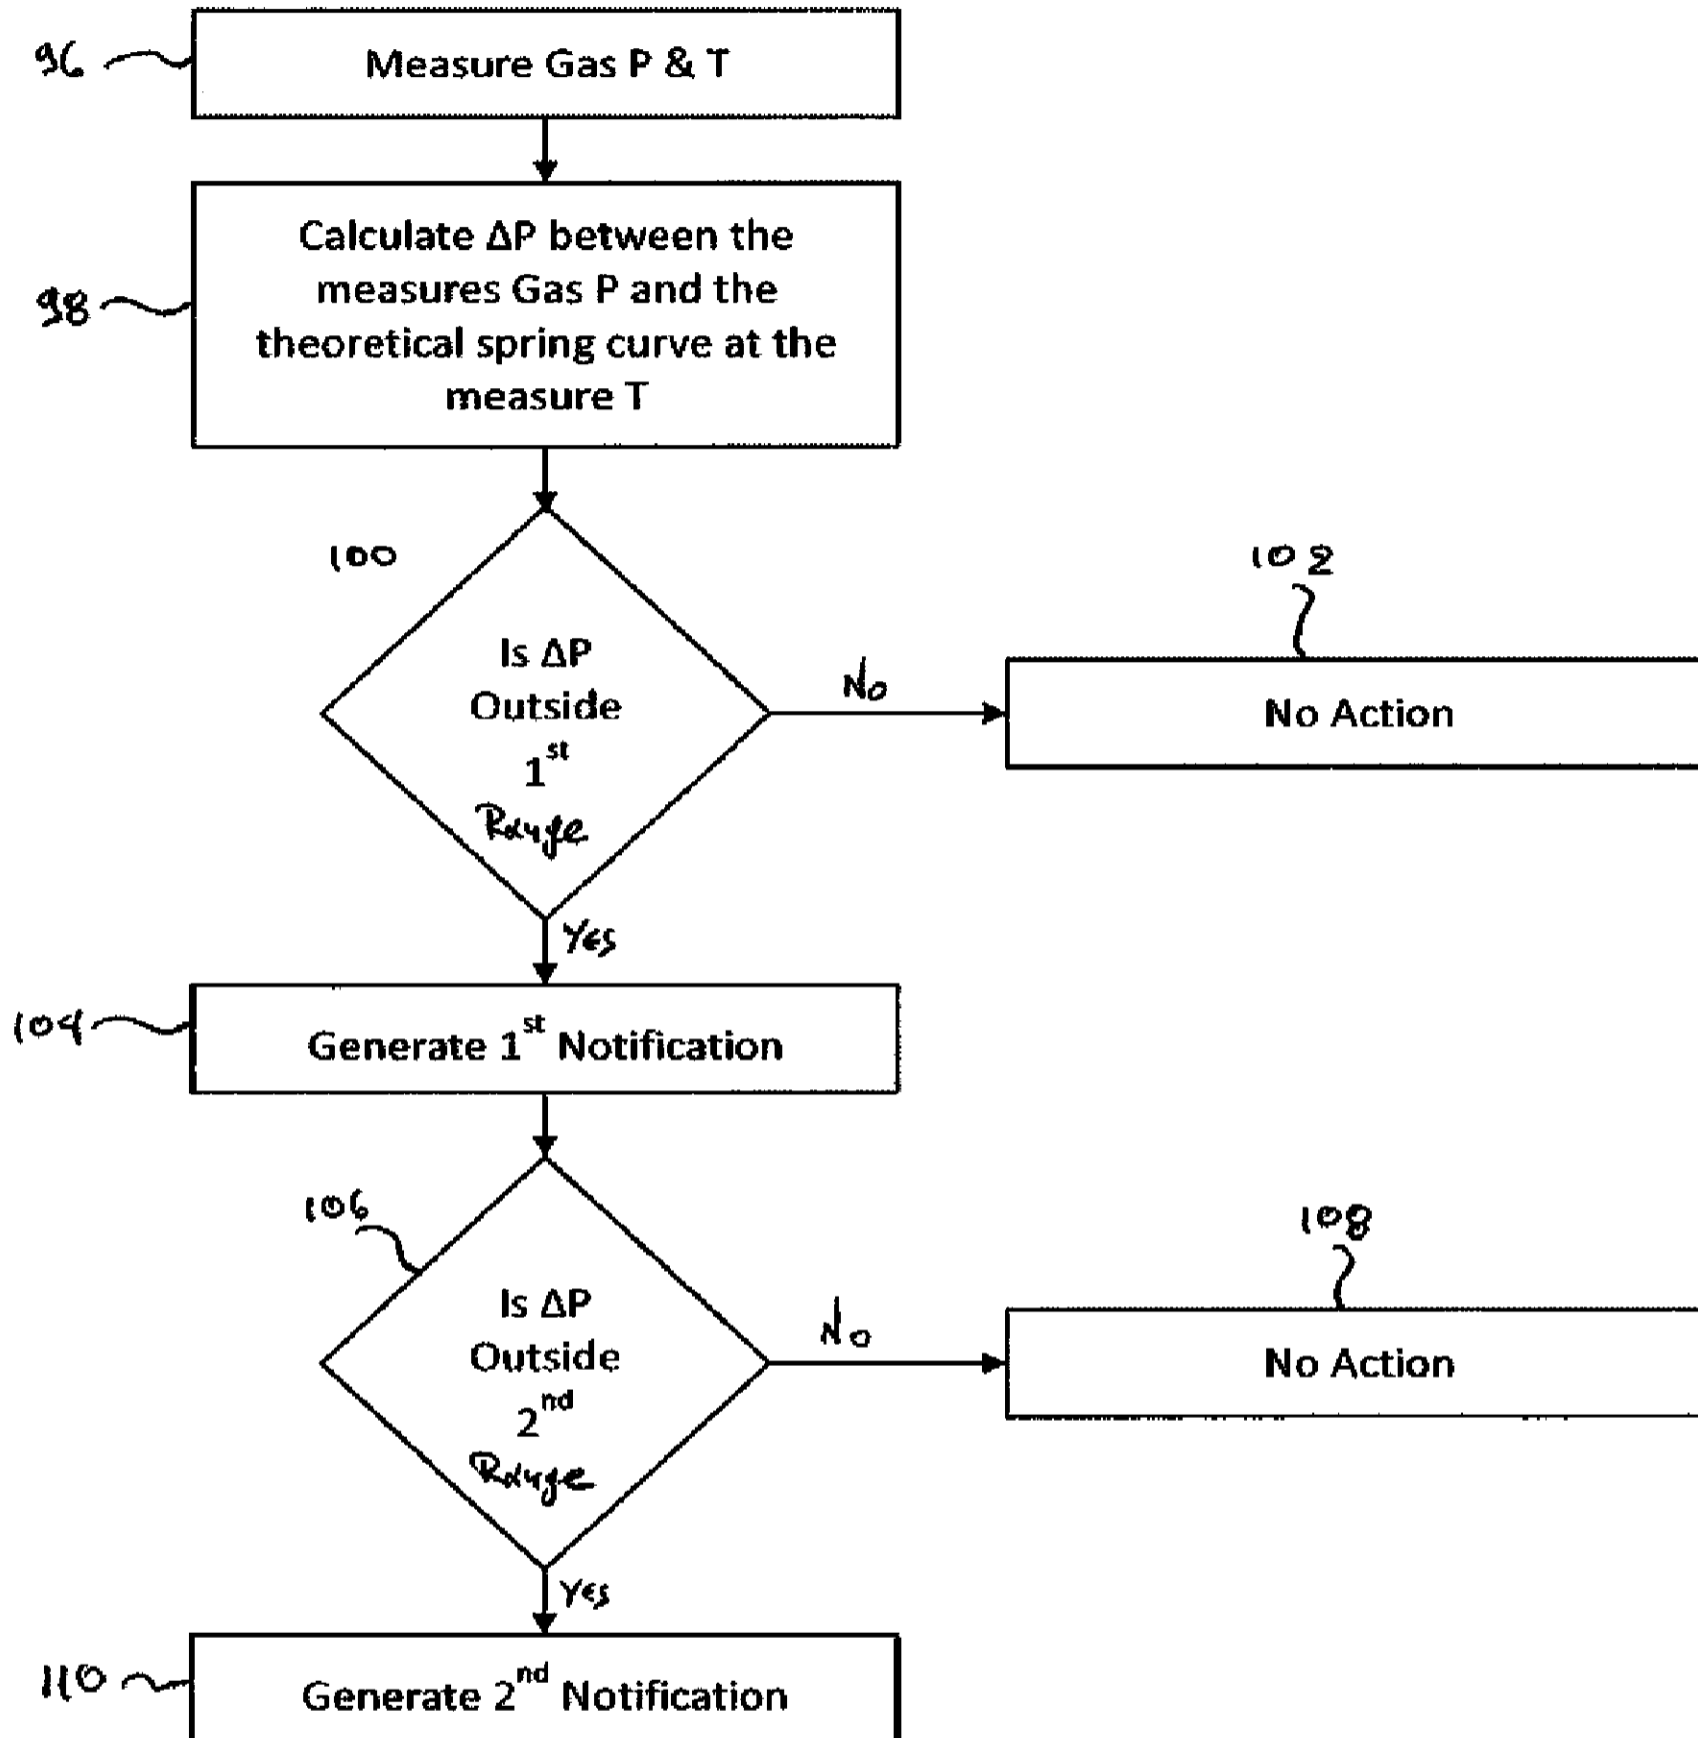 96
Measure Gas P & T
98
Calculate ΔP between the
measures Gas P and the
theoretical spring curve at the
measure T
100
Is ΔP
Outside
1st
Range
No
102
No Action
Yes
104
Generate 1st Notification
106
Is ΔP
Outside
2nd
Range
No
108
No Action
Yes
110
Generate 2nd Notification